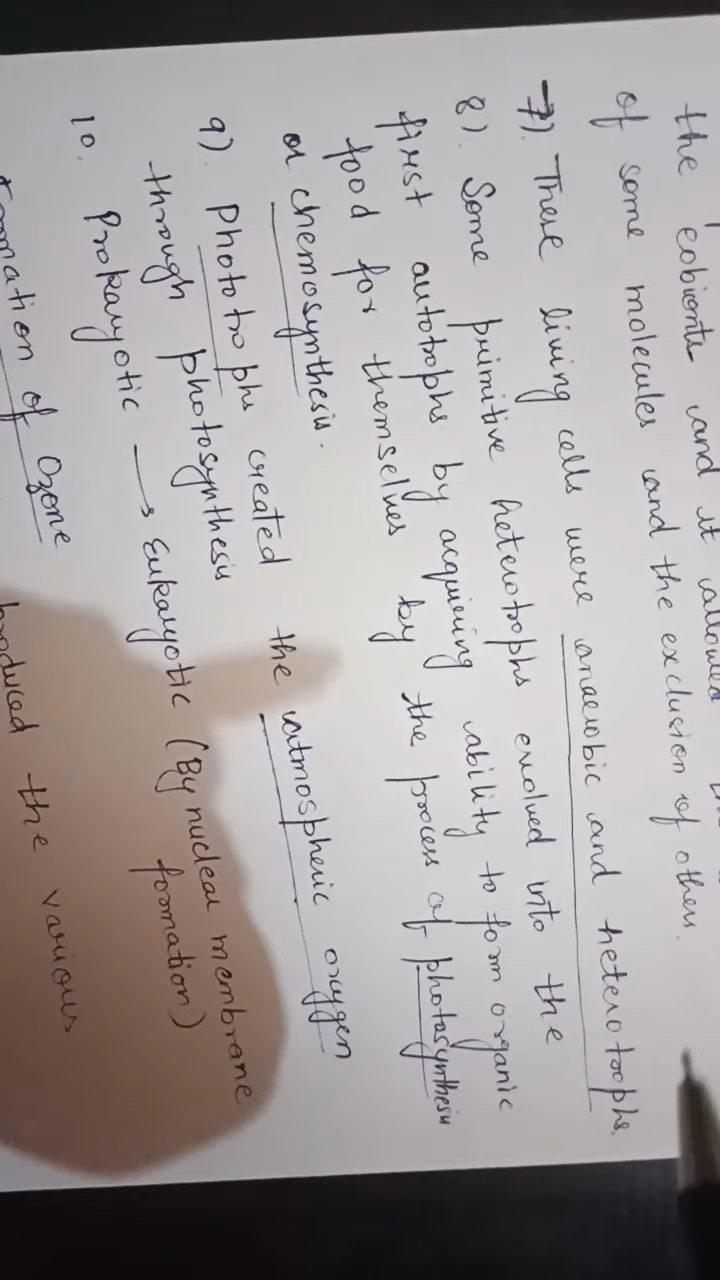 the eobionts and it allowed
of some molecules and the exclusion of others.
7). These living cells were anaerobic and heterotrophs.
8). Some primitive heterotrophs evolved into the
first autotrophs by acquiering ability to form organic
food for themselves by the process of photosynthesis
or chemosynthesis.
9). Phototrophs created the atmospheric oxygen
through photosynthesis
10. Prokaryotic → Eukaryotic (By nuclear membrane
formation)
Formation of Ozone produced the various